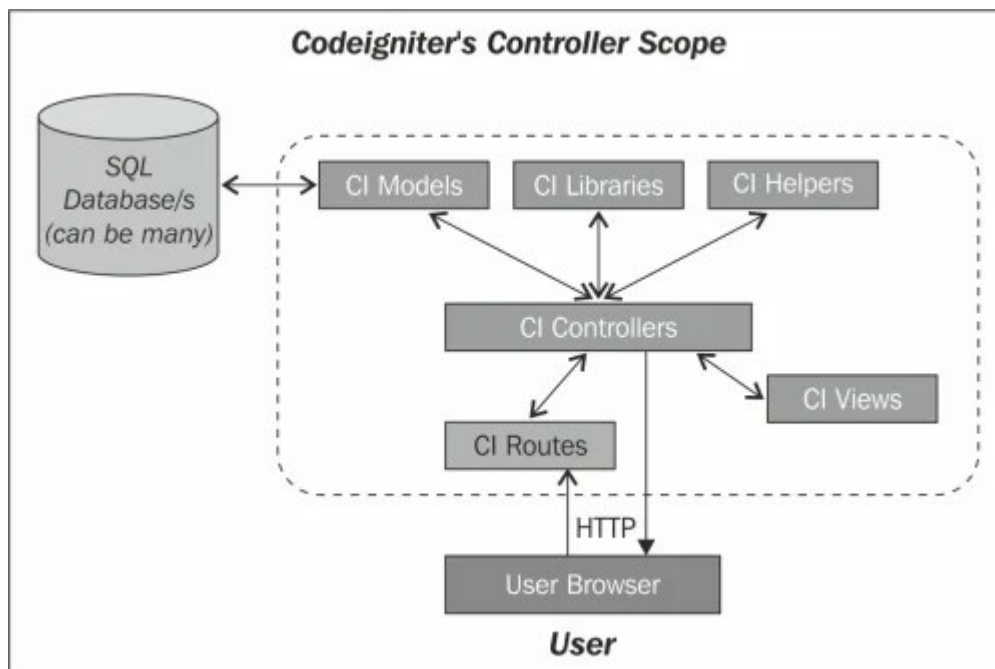 Codeigniter's Controller Scope
SQL
Database/s
(can be many)
CI Models
CI Libraries
CI Helpers
CI Controllers
CI Views
CI Routes
HTTP
User Browser
User